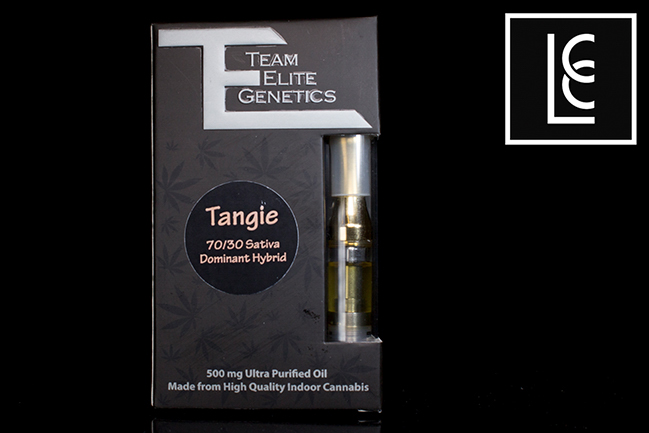 TEAM
ELITE
GENETICS
LCC
Tangie
70/30 Sativa
Dominant Hybrid
500 mg Ultra Purified Oil
Made from High Quality Indoor Cannabis